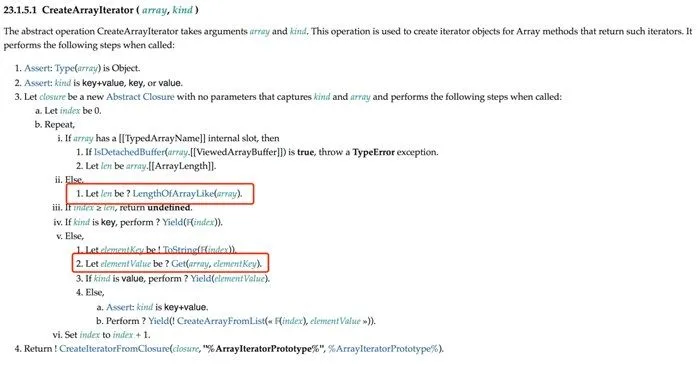 23.1.5.1 CreateArrayIterator ( array, kind )
The abstract operation CreateArrayIterator takes arguments array and kind. This operation is used to create iterator objects for Array methods that return such iterators. It
performs the following steps when called:
1. Assert: Type(array) is Object.
2. Assert: kind is key+value, key, or value.
3. Let closure be a new Abstract Closure with no parameters that captures kind and array and performs the following steps when called:
a. Let index be 0.
b. Repeat,
i. If array has a [[TypedArrayName]] internal slot, then
1. If IsDetachedBuffer(array.[[ViewedArrayBuffer]]) is true, throw a TypeError exception.
2. Let len be array.[[ArrayLength]].
ii. Else,
1. Let len be ? LengthOfArrayLike(array).
iii. If index ≥ len, return undefined.
iv. If kind is key, perform ? Yield(𝔽(index)).
v. Else,
1. Let elementKey be ! ToString(𝔽(index)).
2. Let elementValue be ? Get(array, elementKey).
3. If kind is value, perform ? Yield(elementValue).
4. Else,
a. Assert: kind is key+value.
b. Perform ? Yield(! CreateArrayFromList(« 𝔽(index), elementValue »)).
vi. Set index to index + 1.
4. Return ! CreateIteratorFromClosure(closure, "%ArrayIteratorPrototype%", %ArrayIteratorPrototype%).